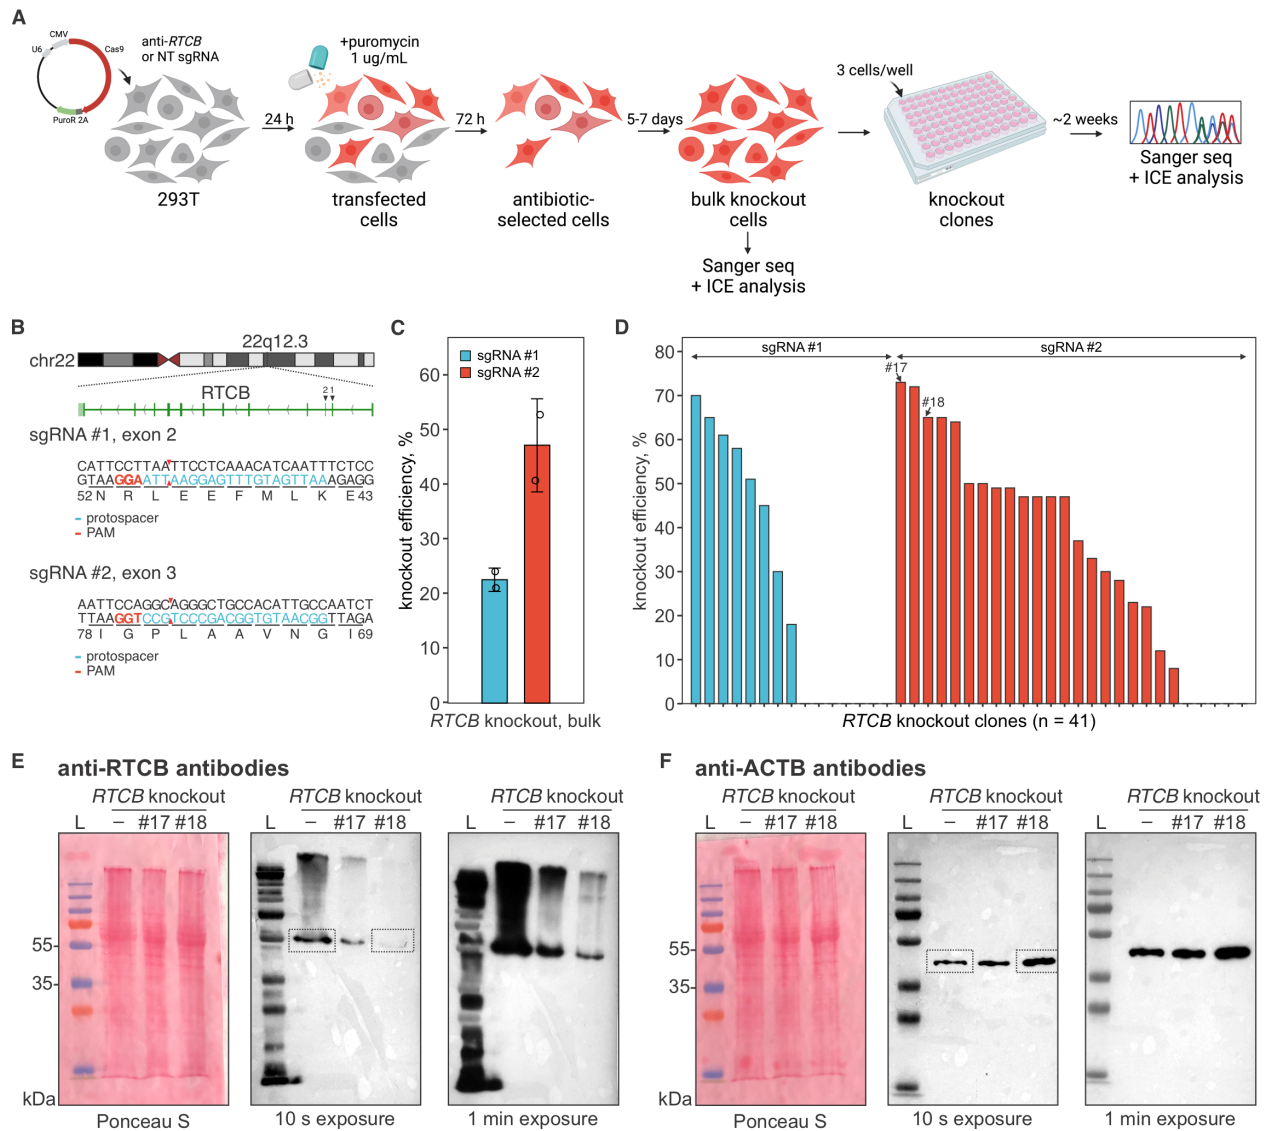 A
CMV
U6
Cas9
PuroR 2A
anti-RTCB
or NT sgRNA
293T
24 h
+puromycin
1 ug/mL
transfected
cells
72 h
antibiotic-
selected cells
5-7 days
bulk knockout
cells
Sanger seq
+ ICE analysis
3 cells/well
knockout
clones
~2 weeks
Sanger seq
+ ICE analysis
B
22q12.3
chr22
RTCB
2 1
sgRNA #1, exon 2
CATTCCTTAATTCCTCAAACATCAATTTCTCC
GTAAGGAATTAAGGAGTTTGTAGTTAAAGAGG
52 N R L E E F M L K E 43
protospacer
PAM
sgRNA #2, exon 3
AATTCCAGGCAGGGCTGCCACATTGCCAATCT
TTAAGGTCCGTCCCGACGGTGTAACGGTTAGA
78 I G P L A A V N G I 69
protospacer
PAM
C
sgRNA #1
sgRNA #2
knockout efficiency, %
60
50
40
30
20
10
0
RTCB knockout, bulk
D
sgRNA #1
sgRNA #2
#17
#18
knockout efficiency, %
80
70
60
50
40
30
20
10
0
RTCB knockout clones (n = 41)
E
anti-RTCB antibodies
RTCB knockout
RTCB knockout
RTCB knockout
L – #17 #18
L – #17 #18
L – #17 #18
55
35
kDa
Ponceau S
10 s exposure
1 min exposure
F
anti-ACTB antibodies
RTCB knockout
RTCB knockout
RTCB knockout
L – #17 #18
L – #17 #18
L – #17 #18
55
35
kDa
Ponceau S
10 s exposure
1 min exposure